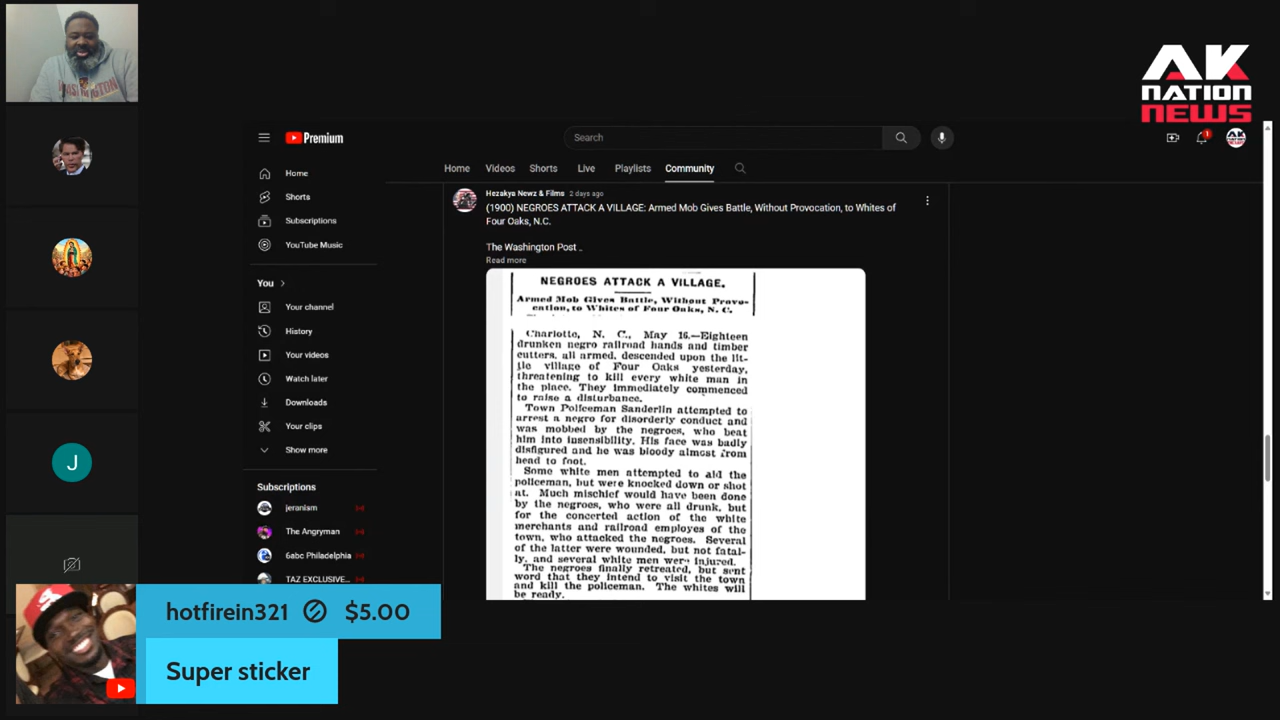 AK
NATION
NEWS
Premium
Search
1
Home
Videos
Shorts
Live
Playlists
Community
Home
Shorts
Subscriptions
YouTube Music
You
Your channel
History
Your videos
Watch later
Downloads
Your clips
Show more
Subscriptions
jeranism
The Angryman
6abc Philadelphia
TAZ EXCLUSIVE...
Hezakya Newz & Films 2 days ago
(1900) NEGROES ATTACK A VILLAGE: Armed Mob Gives Battle, Without Provocation, to Whites of
Four Oaks, N.C.
The Washington Post ..
Read more
NEGROES ATTACK A VILLAGE.
Armed Mob Gives Battle, Without Provo-
cation, to Whites of Four Oaks, N. C.
Charlotte, N. C., May 16.—Eighteen
drunken negro railroad hands and timber
cutters, all armed, descended upon the lit-
tle village of Four Oaks yesterday,
threatening to kill every white man in
the place. They immediately commenced
to raise a disturbance.
Town Policeman Sanderlin attempted to
arrest a negro for disorderly conduct and
was mobbed by the negroes, who beat
him into insensibility. His face was badly
disfigured and he was bloody almost from
head to foot.
Some white men attempted to aid the
policeman, but were knocked down or shot
at. Much mischief would have been done
by the negroes, who were all drunk, but
for the concerted action of the white
merchants and railroad employes of the
town, who attacked the negroes. Several
of the latter were wounded, but not fatal-
ly, and several white men were injured.
The negroes finally retreated, but sent
word that they intend to visit the town
and kill the policeman. The whites will
be ready.
J
hotfirein321 $5.00
Super sticker